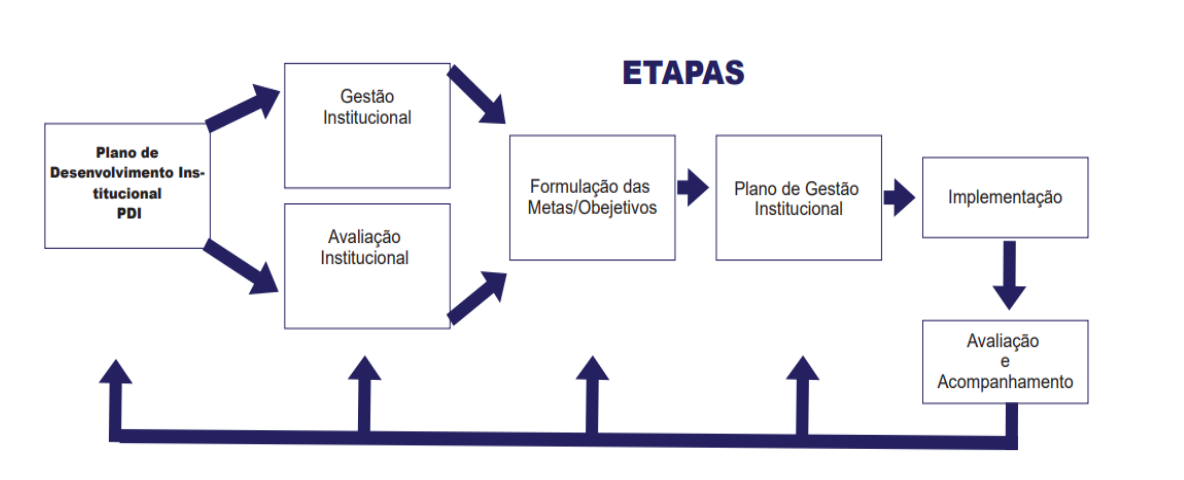 ETAPAS
Plano de
Desenvolvimento Ins-
titucional
PDI
Gestão
Institucional
Avaliação
Institucional
Formulação das
Metas/Obejetivos
Plano de Gestão
Institucional
Implementação
Avaliação
e
Acompanhamento